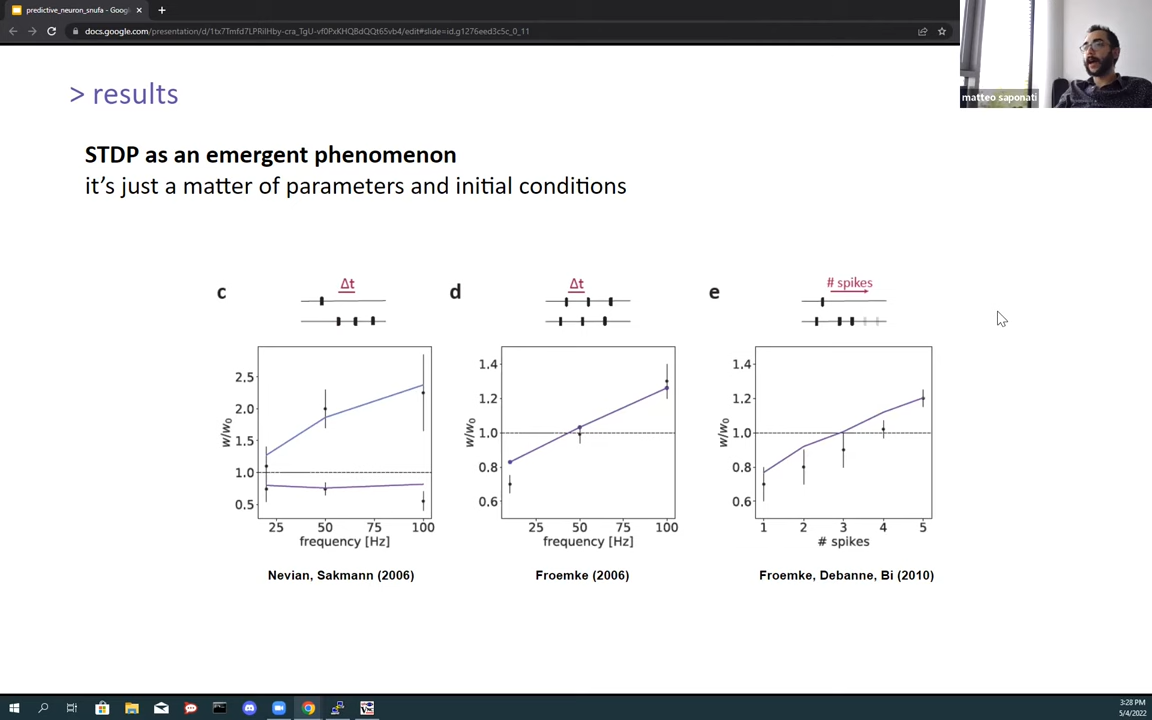 predictive_neuron_snufa - Goog
docs.google.com/presentation/d/1tx7Tmfd7LPRilHby-cra_TgU-vf0PxKHQBdQQt65vb4/edit#slide=id.g1276eed3c5c_0_11
matteo saponati
> results
STDP as an emergent phenomenon
it's just a matter of parameters and initial conditions
c
Δt
d
Δt
e
# spikes
2.5
2.0
1.5
1.0
0.5
w/w0
25 50 75 100
frequency [Hz]
1.4
1.2
1.0
0.8
0.6
w/w0
25 50 75 100
frequency [Hz]
1.4
1.2
1.0
0.8
0.6
w/w0
1 2 3 4 5
# spikes
Nevian, Sakmann (2006)
Froemke (2006)
Froemke, Debanne, Bi (2010)
3:28 PM
5/4/2022